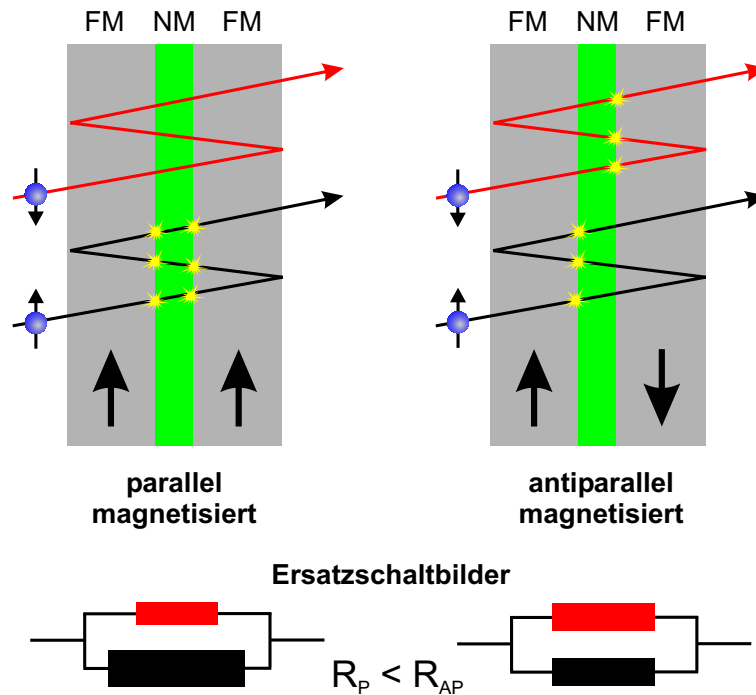 FM NM FM
FM NM FM
parallel
magnetisiert
antiparallel
magnetisiert
Ersatzschaltbilder
R_P < R_AP